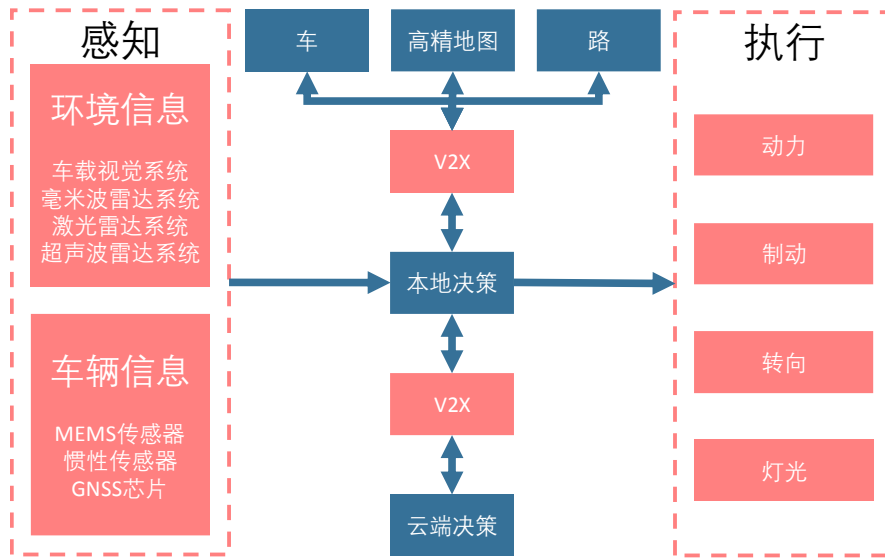 感知
环境信息
车载视觉系统
毫米波雷达系统
激光雷达系统
超声波雷达系统
车辆信息
MEMS传感器
惯性传感器
GNSS芯片
车
高精地图
路
V2X
本地决策
V2X
云端决策
执行
动力
制动
转向
灯光